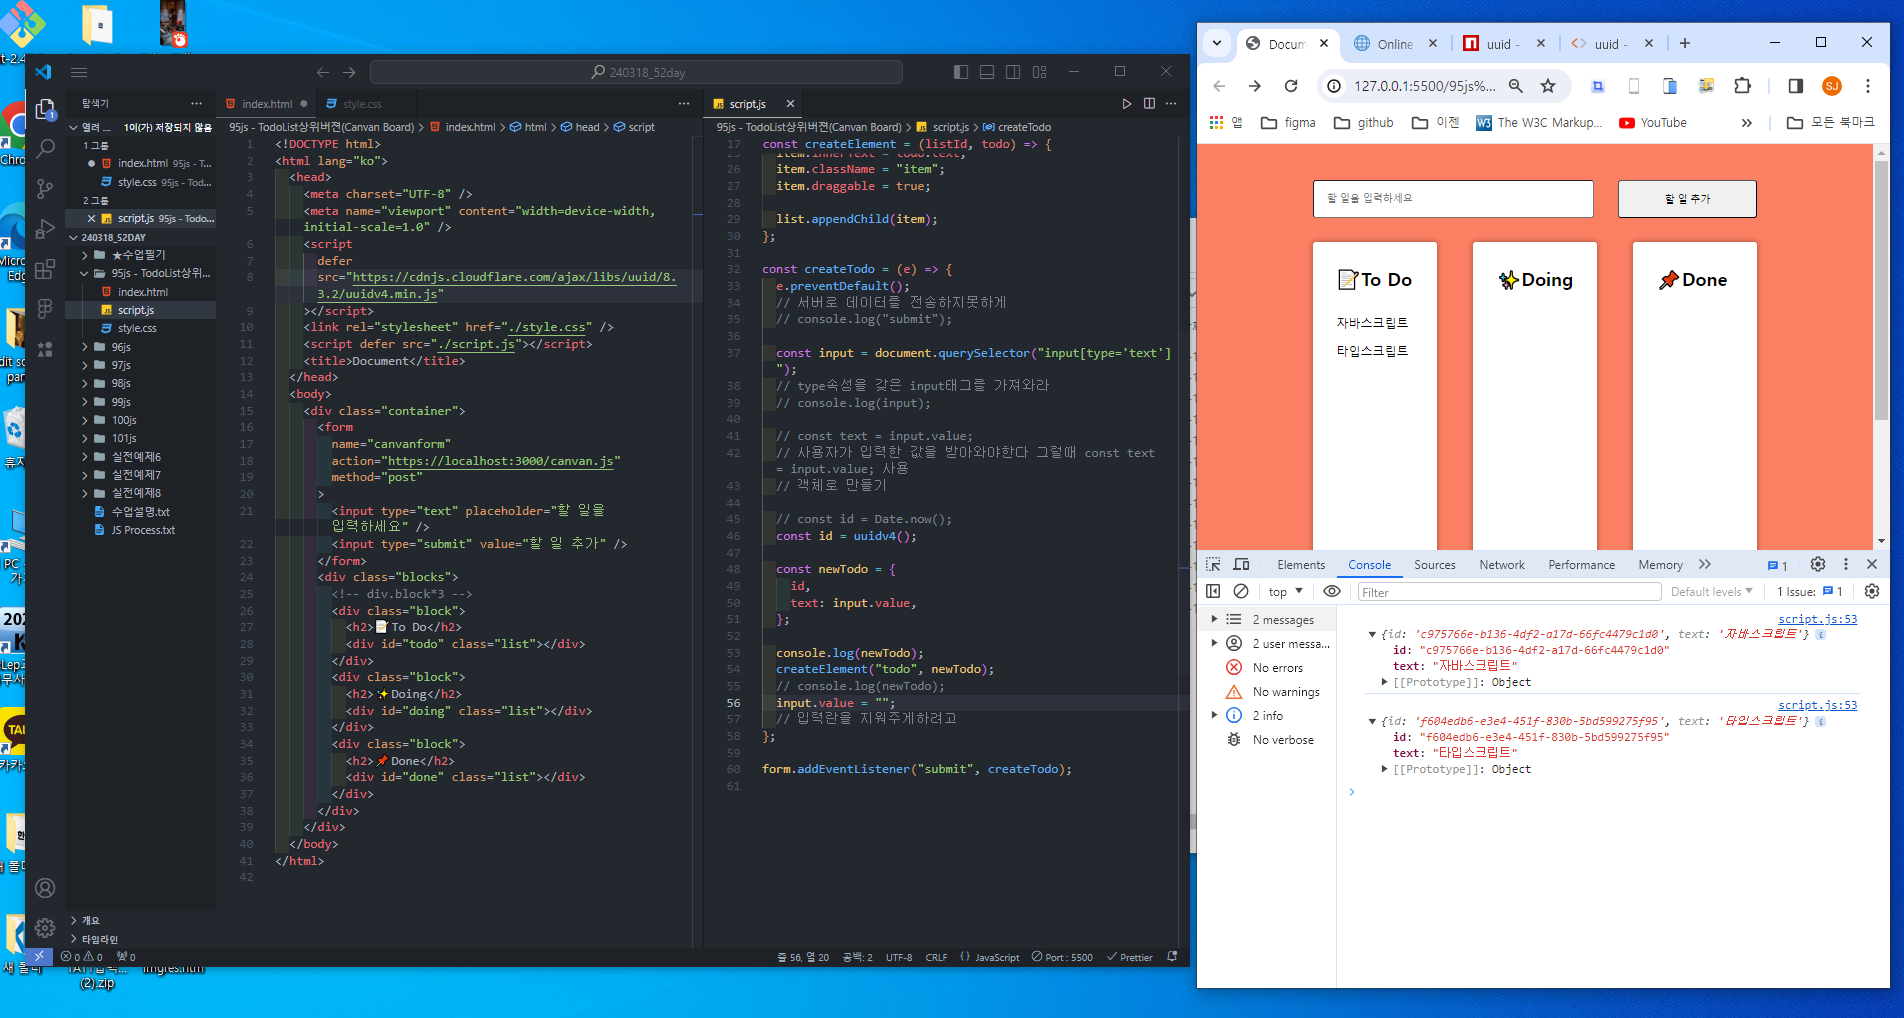 240318_52day
탐색기
열려 ...
1이(가) 저장되지 않음
1 그룹
index.html 95js - T...
style.css 95js - Todo...
2 그룹
script.js 95js - Todo...
240318_52DAY
★수업필기
95js - TodoList상위...
index.html
script.js
style.css
96js
97js
98js
99js
100js
101js
실전예제6
실전예제7
실전예제8
수업설명.txt
JS Process.txt
개요
타임라인
index.html
style.css
95js - TodoList상위버젼(Canvan Board) > index.html > html > head > script
1 <!DOCTYPE html>
2 <html lang="ko">
3 <head>
4 <meta charset="UTF-8" />
5 <meta name="viewport" content="width=device-width,
initial-scale=1.0" />
6 <script
7 defer
8 src="https://cdnjs.cloudflare.com/ajax/libs/uuid/8.
3.2/uuidv4.min.js"
9 ></script>
10 <link rel="stylesheet" href="./style.css" />
11 <script defer src="./script.js"></script>
12 <title>Document</title>
13 </head>
14 <body>
15 <div class="container">
16 <form
17 name="canvanform"
18 action="https://localhost:3000/canvan.js"
19 method="post"
20 >
21 <input type="text" placeholder="할 일을
입력하세요" />
22 <input type="submit" value="할 일 추가" />
23 </form>
24 <div class="blocks">
25 <!-- div.block*3 -->
26 <div class="block">
27 <h2>📝To Do</h2>
28 <div id="todo" class="list"></div>
29 </div>
30 <div class="block">
31 <h2>✨Doing</h2>
32 <div id="doing" class="list"></div>
33 </div>
34 <div class="block">
35 <h2>📌Done</h2>
36 <div id="done" class="list"></div>
37 </div>
38 </div>
39 </div>
40 </body>
41 </html>
42
script.js
95js - TodoList상위버젼(Canvan Board) > script.js > createTodo
17 const createElement = (listId, todo) => {
26 item.className = "item";
27 item.draggable = true;
28
29 list.appendChild(item);
30 };
31
32 const createTodo = (e) => {
33 e.preventDefault();
34 // 서버로 데이터를 전송하지못하게
35 // console.log("submit");
36
37 const input = document.querySelector("input[type='text']
");
38 // type속성을 갖은 input태그를 가져와라
39 // console.log(input);
40
41 // const text = input.value;
42 // 사용자가 입력한 값을 받아와야한다 그럴때 const text
= input.value; 사용
43 // 객체로 만들기
44
45 // const id = Date.now();
46 const id = uuidv4();
47
48 const newTodo = {
49 id,
50 text: input.value,
51 };
52
53 console.log(newTodo);
54 createElement("todo", newTodo);
55 // console.log(newTodo);
56 input.value = "";
57 // 입력란을 지워주게하려고
58 };
59
60 form.addEventListener("submit", createTodo);
61
0 0 0
줄 56, 열 20 공백: 2 UTF-8 CRLF {} JavaScript Port : 5500 Prettier
(2).zip
Docum
Online
uuid -
uuid -
127.0.0.1:5500/95js%...
SJ
앱 figma github 이젠 The W3C Markup... YouTube 모든 북마크
할 일을 입력하세요
할 일 추가
📝To Do
✨Doing
📌Done
자바스크립트
타입스크립트
Elements Console Sources Network Performance Memory 1
top Filter Default levels 1 Issue: 1
2 messages
2 user messa...
No errors
No warnings
2 info
No verbose
script.js:53
{id: 'c975766e-b136-4df2-a17d-66fc4479c1d0', text: '자바스크립트'}
id: "c975766e-b136-4df2-a17d-66fc4479c1d0"
text: "자바스크립트"
[[Prototype]]: Object
script.js:53
{id: 'f604edb6-e3e4-451f-830b-5bd599275f95', text: '타입스크립트'}
id: "f604edb6-e3e4-451f-830b-5bd599275f95"
text: "타입스크립트"
[[Prototype]]: Object